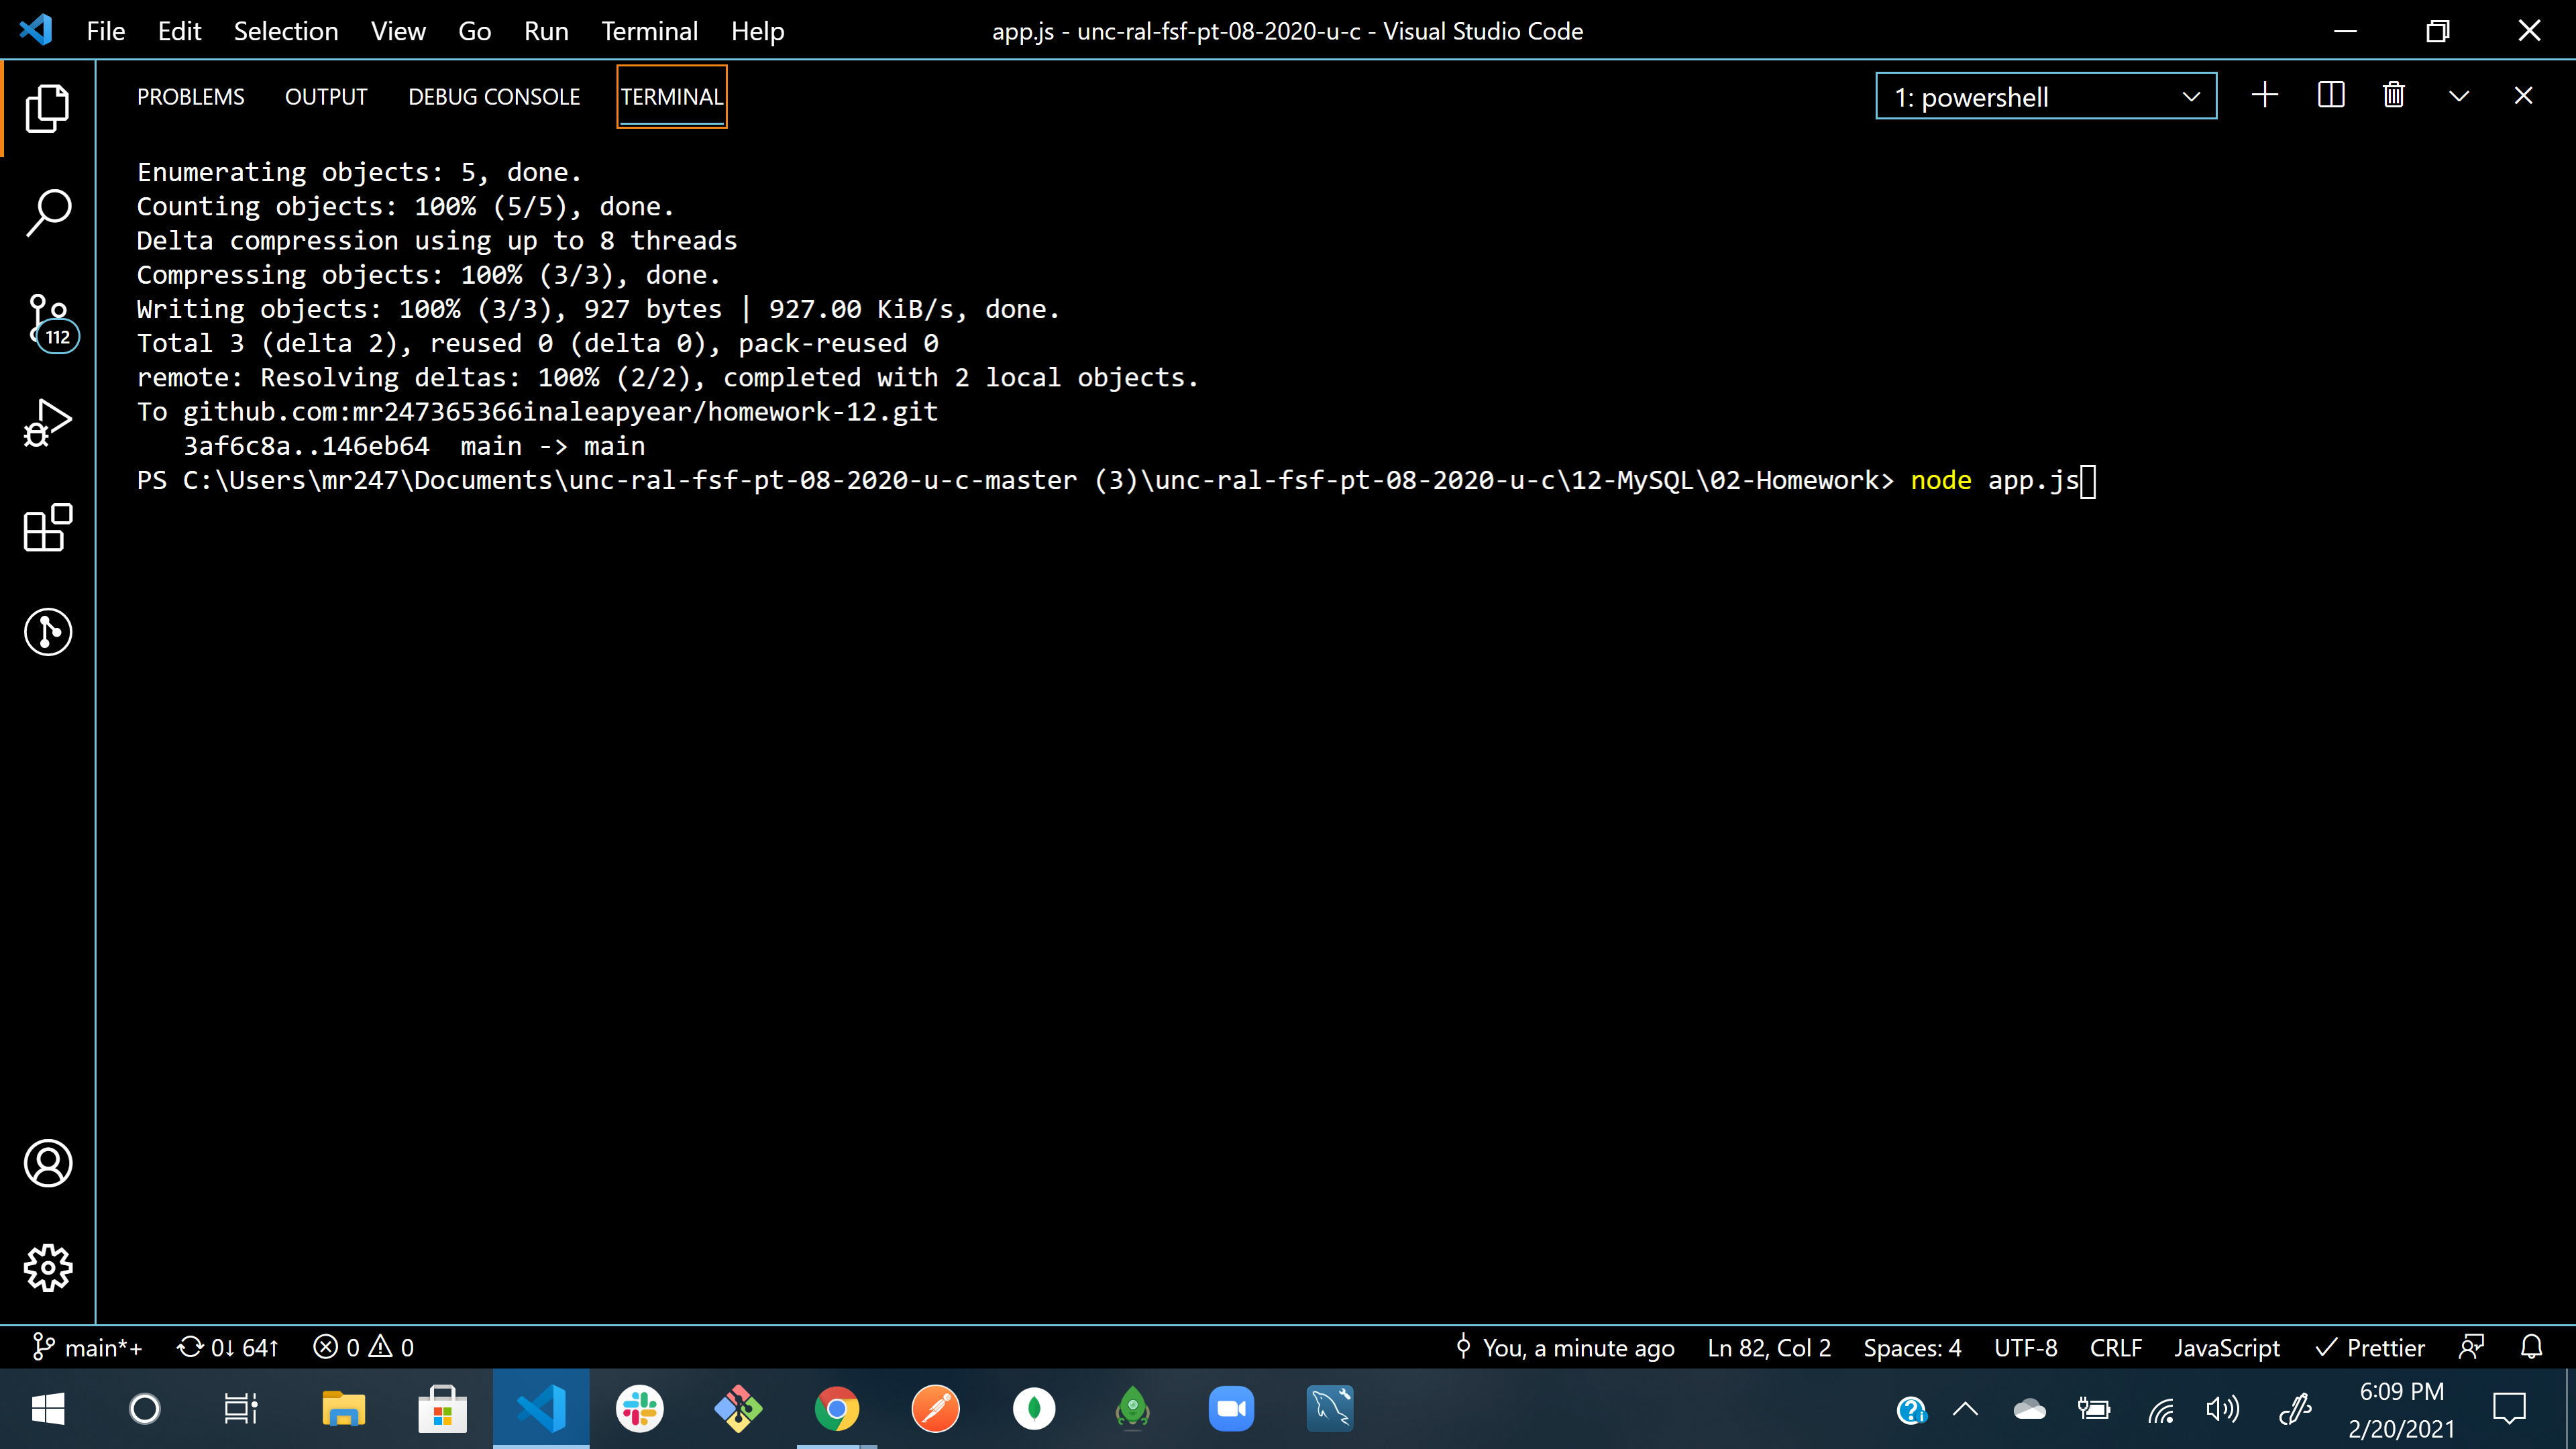 File Edit Selection View Go Run Terminal Help app.js - unc-ral-fsf-pt-08-2020-u-c - Visual Studio Code
PROBLEMS OUTPUT DEBUG CONSOLE TERMINAL 1: powershell
Enumerating objects: 5, done.
Counting objects: 100% (5/5), done.
Delta compression using up to 8 threads
Compressing objects: 100% (3/3), done.
Writing objects: 100% (3/3), 927 bytes | 927.00 KiB/s, done.
Total 3 (delta 2), reused 0 (delta 0), pack-reused 0
remote: Resolving deltas: 100% (2/2), completed with 2 local objects.
To github.com:mr247365366inaleapyear/homework-12.git
   3af6c8a..146eb64  main -> main
PS C:\Users\mr247\Documents\unc-ral-fsf-pt-08-2020-u-c-master (3)\unc-ral-fsf-pt-08-2020-u-c\12-MySQL\02-Homework> node app.js
112
main*+ 0↓ 64↑ 0 0 You, a minute ago Ln 82, Col 2 Spaces: 4 UTF-8 CRLF JavaScript Prettier
6:09 PM
2/20/2021